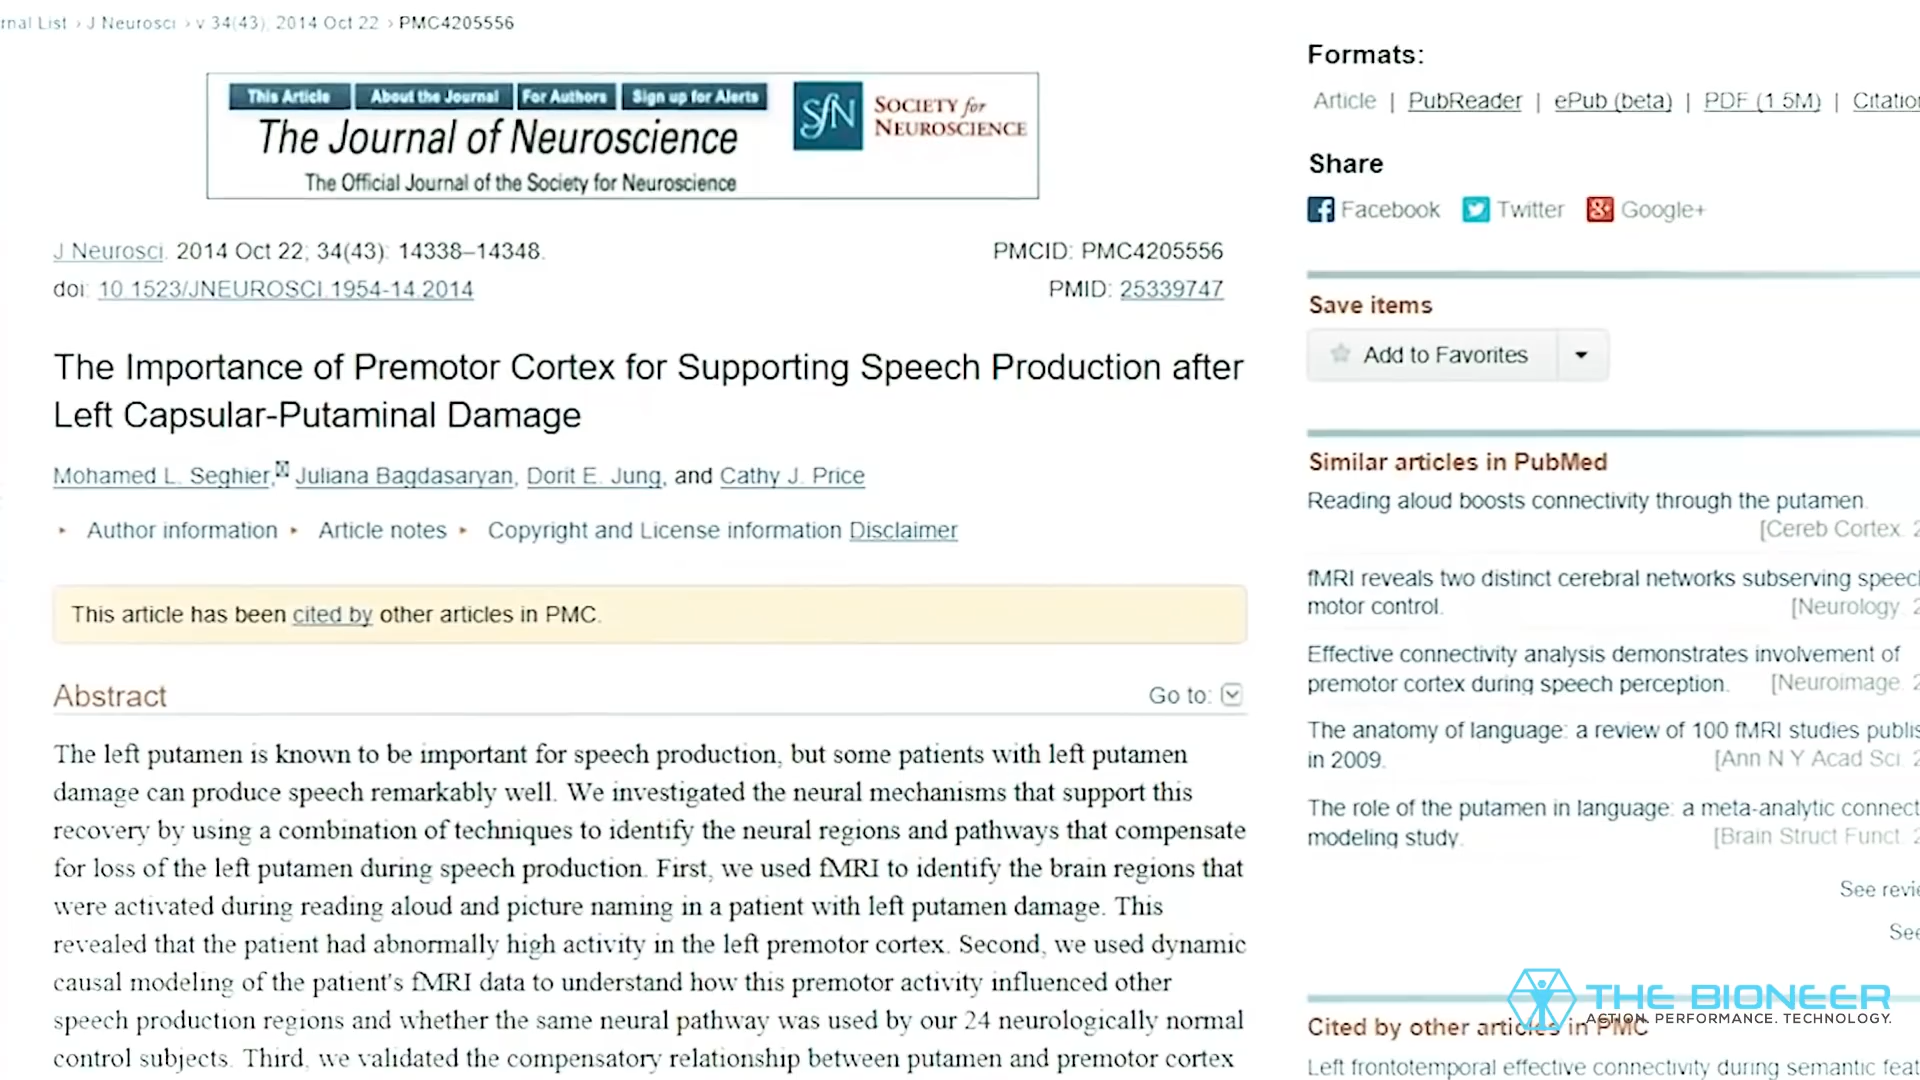 rnal List › J Neurosci › v 34(43), 2014 Oct 22 › PMC4205556
This Article About the Journal For Authors Sign up for Alerts
The Journal of Neuroscience
The Official Journal of the Society for Neuroscience
SfN SOCIETY for
NEUROSCIENCE
J Neurosci. 2014 Oct 22; 34(43): 14338–14348.
PMCID: PMC4205556
doi: 10.1523/JNEUROSCI.1954-14.2014
PMID: 25339747
The Importance of Premotor Cortex for Supporting Speech Production after
Left Capsular-Putaminal Damage
Mohamed L. Seghier, Juliana Bagdasaryan, Dorit E. Jung, and Cathy J. Price
▸ Author information ▸ Article notes ▸ Copyright and License information Disclaimer
This article has been cited by other articles in PMC.
Abstract
Go to:
The left putamen is known to be important for speech production, but some patients with left putamen
damage can produce speech remarkably well. We investigated the neural mechanisms that support this
recovery by using a combination of techniques to identify the neural regions and pathways that compensate
for loss of the left putamen during speech production. First, we used fMRI to identify the brain regions that
were activated during reading aloud and picture naming in a patient with left putamen damage. This
revealed that the patient had abnormally high activity in the left premotor cortex. Second, we used dynamic
causal modeling of the patient's fMRI data to understand how this premotor activity influenced other
speech production regions and whether the same neural pathway was used by our 24 neurologically normal
control subjects. Third, we validated the compensatory relationship between putamen and premotor cortex
Formats:
Article | PubReader | ePub (beta) | PDF (1.5M) | Citatio
Share
Facebook Twitter Google+
Save items
Add to Favorites
Similar articles in PubMed
Reading aloud boosts connectivity through the putamen.
[Cereb Cortex. 2
fMRI reveals two distinct cerebral networks subserving speec
motor control.
[Neurology. 2
Effective connectivity analysis demonstrates involvement of
premotor cortex during speech perception.
[Neuroimage. 2
The anatomy of language: a review of 100 fMRI studies publis
in 2009.
[Ann N Y Acad Sci. 2
The role of the putamen in language: a meta-analytic connect
modeling study.
[Brain Struct Funct. 2
See revie
See
THE BIONEER
ACTION. PERFORMANCE. TECHNOLOGY.
Cited by other articles in PMC
Left frontotemporal effective connectivity during semantic feat